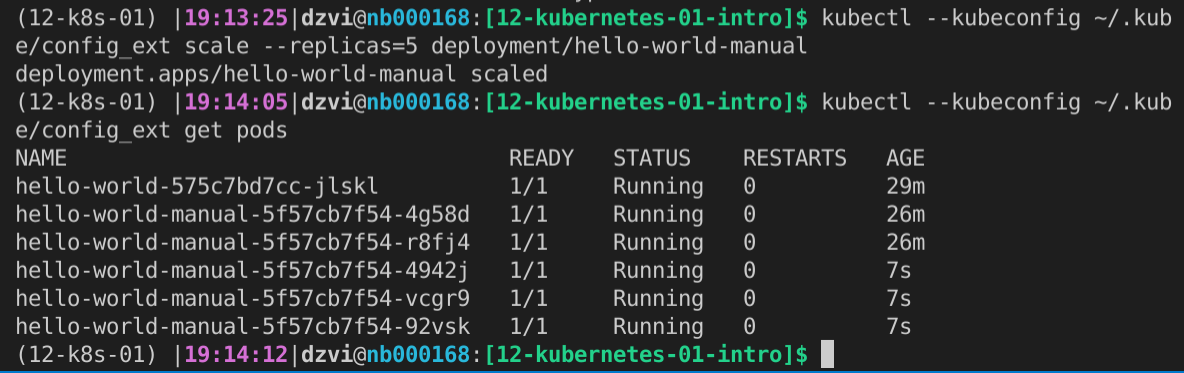 (12-k8s-01) |19:13:25|dzvi@nb000168:[12-kubernetes-01-intro]$ kubectl --kubeconfig ~/.kub
e/config_ext scale --replicas=5 deployment/hello-world-manual
deployment.apps/hello-world-manual scaled
(12-k8s-01) |19:14:05|dzvi@nb000168:[12-kubernetes-01-intro]$ kubectl --kubeconfig ~/.kub
e/config_ext get pods
NAME                                  READY   STATUS    RESTARTS   AGE
hello-world-575c7bd7cc-jlskl          1/1     Running   0          29m
hello-world-manual-5f57cb7f54-4g58d   1/1     Running   0          26m
hello-world-manual-5f57cb7f54-r8fj4   1/1     Running   0          26m
hello-world-manual-5f57cb7f54-4942j   1/1     Running   0          7s
hello-world-manual-5f57cb7f54-vcgr9   1/1     Running   0          7s
hello-world-manual-5f57cb7f54-92vsk   1/1     Running   0          7s
(12-k8s-01) |19:14:12|dzvi@nb000168:[12-kubernetes-01-intro]$